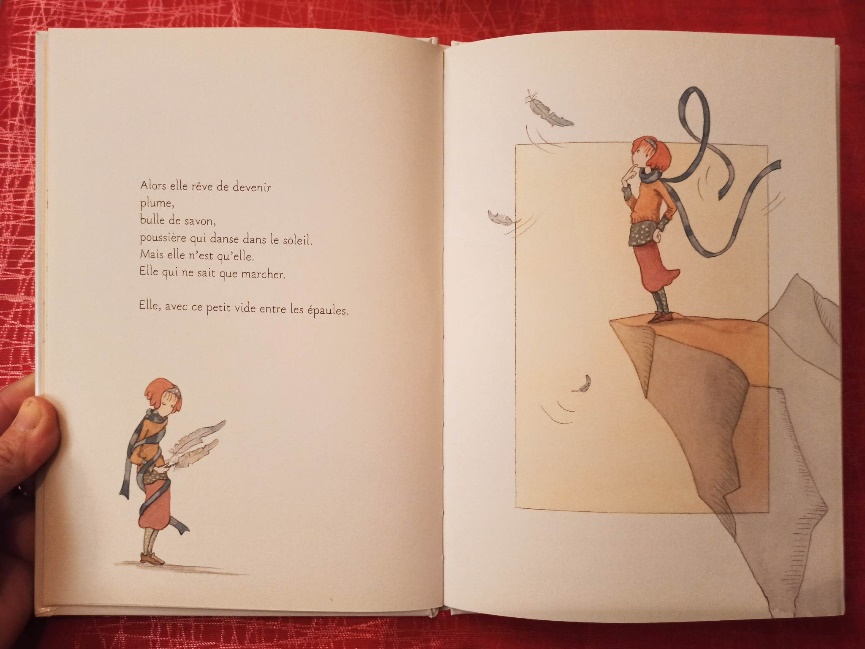 Alors elle rêve de devenir
plume,
bulle de savon,
poussière qui danse dans le soleil.
Mais elle n'est qu'elle.
Elle qui ne sait que marcher.
Elle, avec ce petit vide entre les épaules.